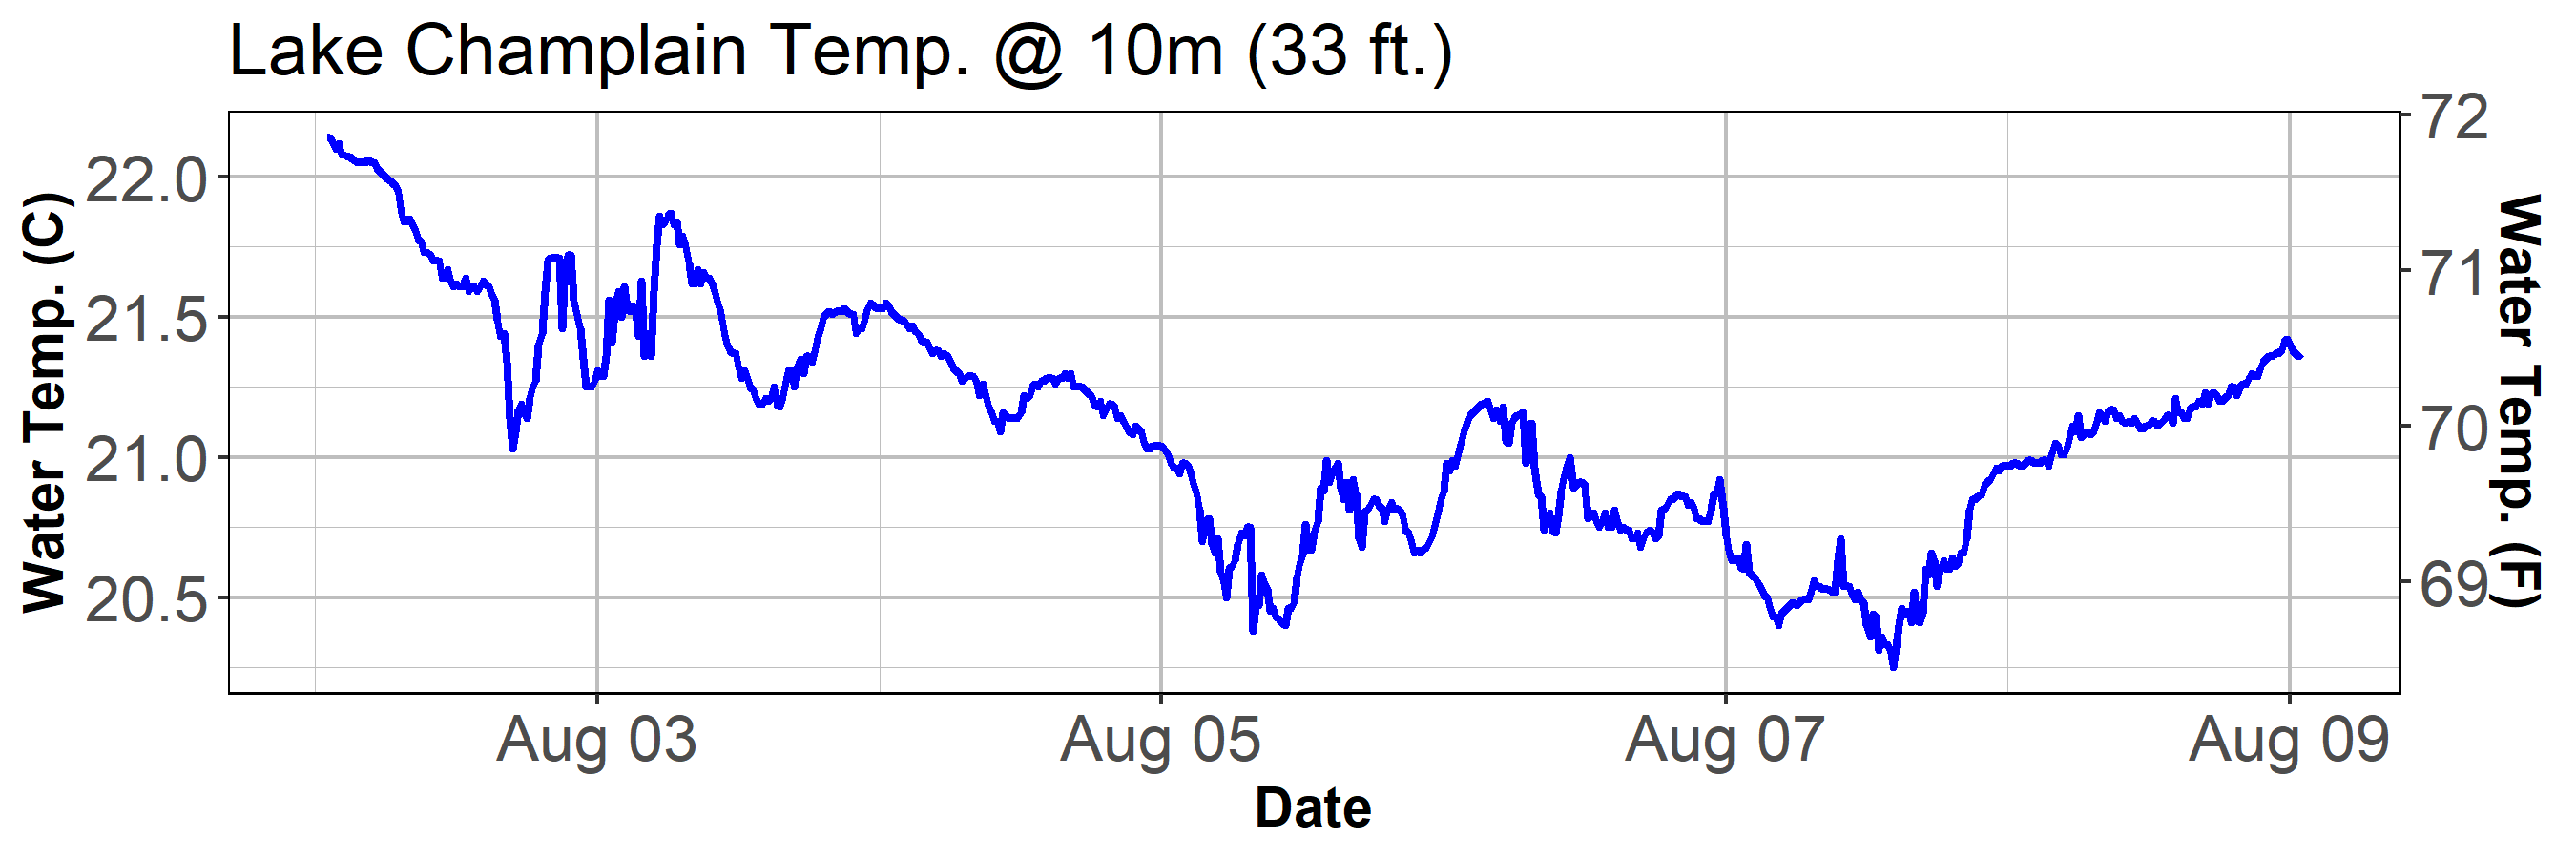 Lake Champlain Temp. @ 10m (33 ft.)
Water Temp. (C)
22.0
21.5
21.0
20.5
72
71
70
69
Water Temp. (F)
Aug 03
Aug 05
Aug 07
Aug 09
Date